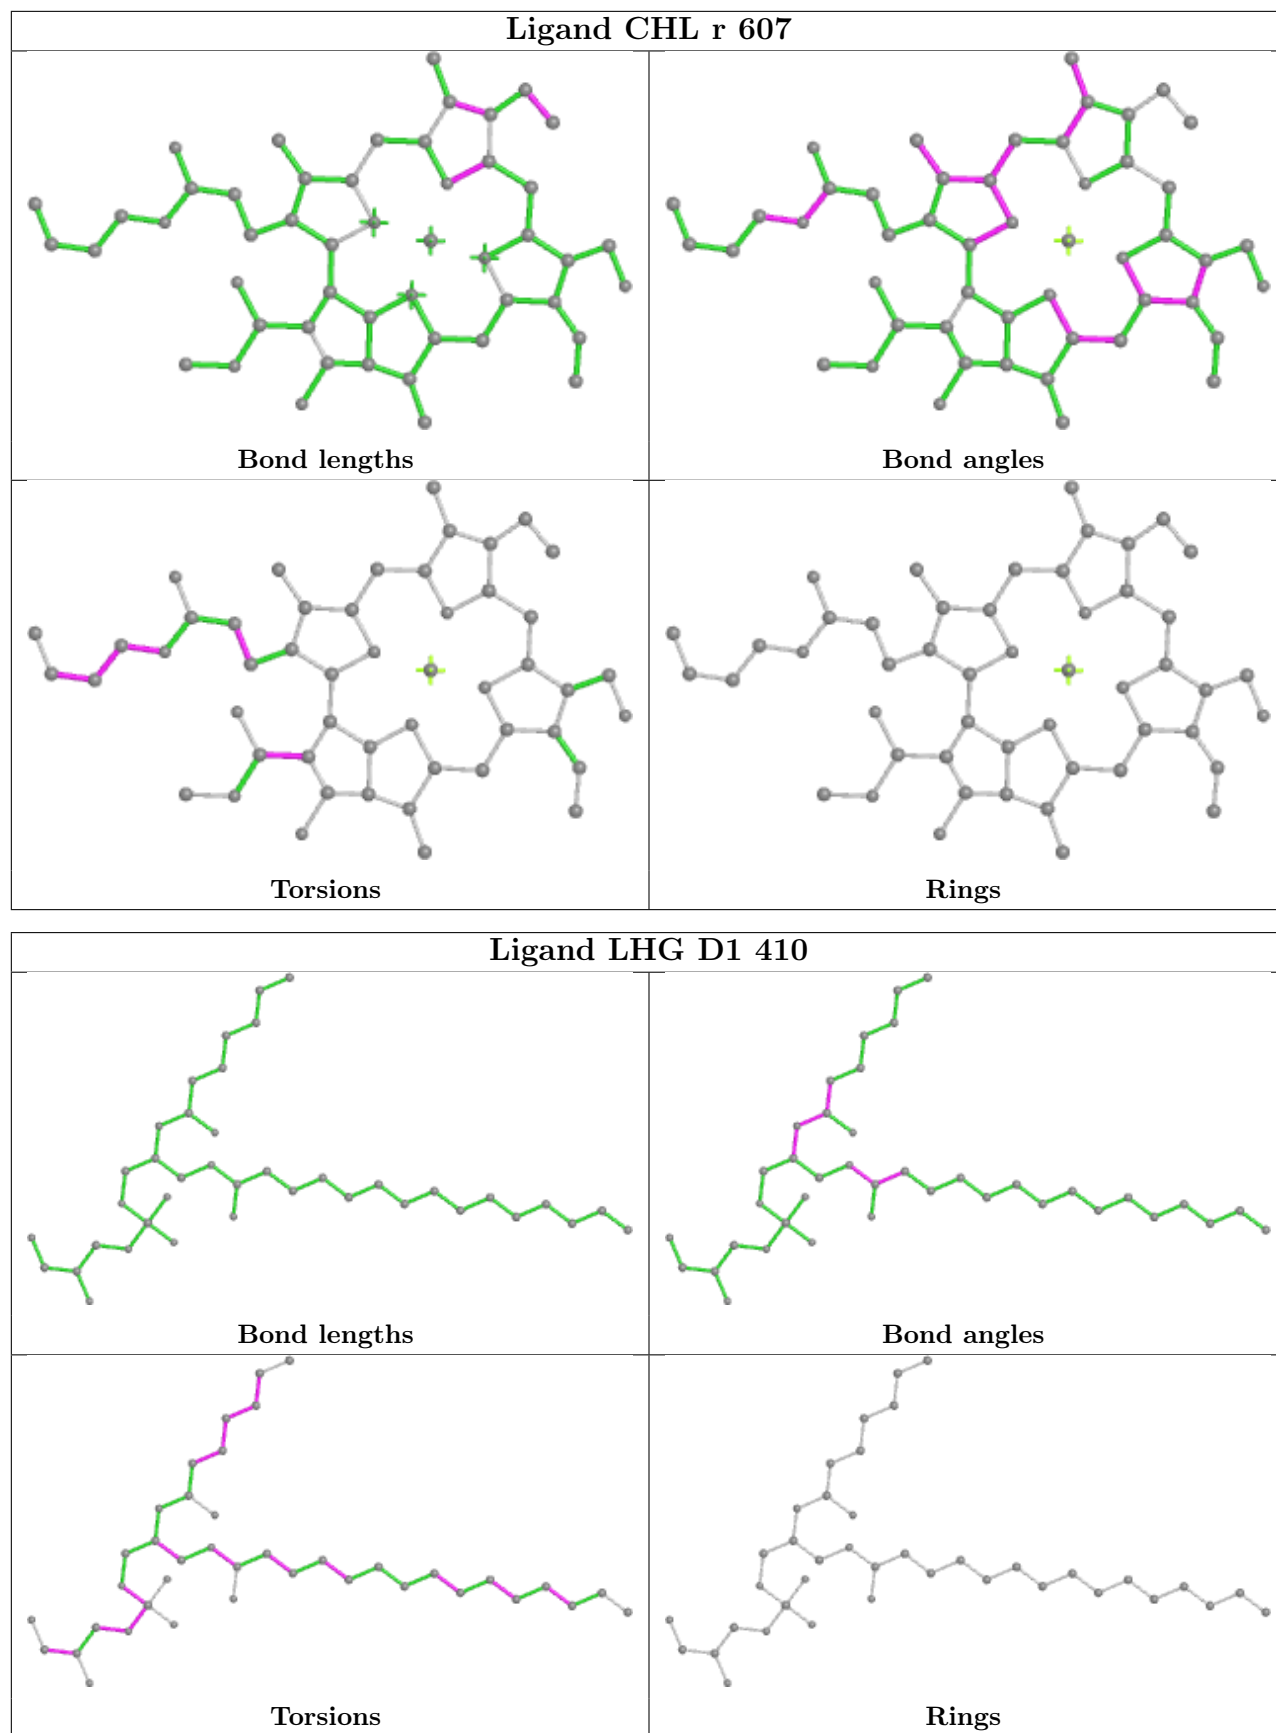 Ligand CHL r 607
Bond lengths
Bond angles
Torsions
Rings
Ligand LHG D1 410
Bond lengths
Bond angles
Torsions
Rings